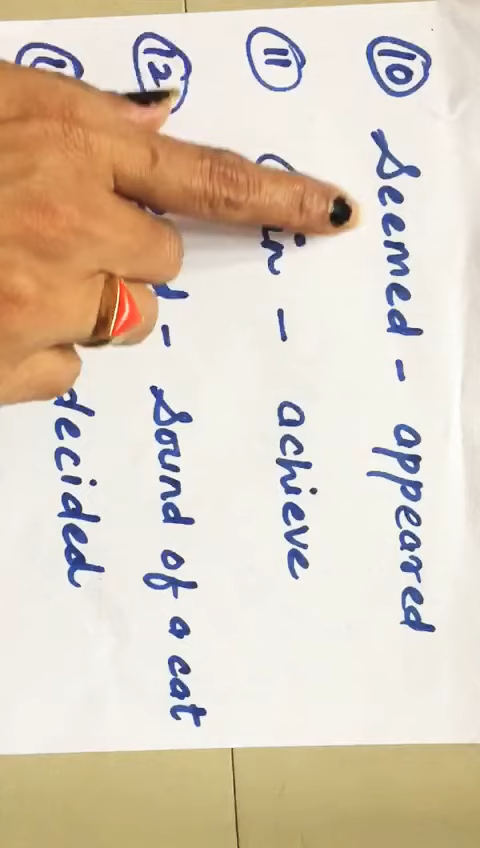 10 Seemed - appeared
11 - achieve
12 - Sound of a cat
decided